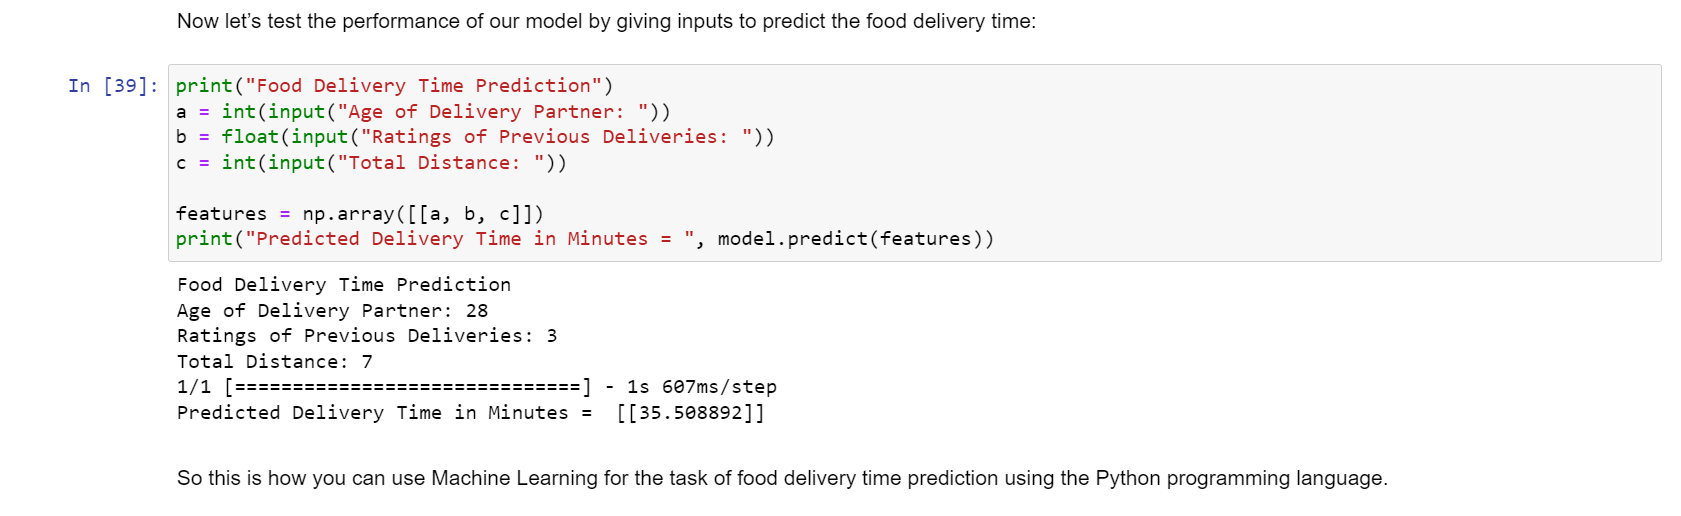 Now let’s test the performance of our model by giving inputs to predict the food delivery time:
In [39]: print("Food Delivery Time Prediction")
a = int(input("Age of Delivery Partner: "))
b = float(input("Ratings of Previous Deliveries: "))
c = int(input("Total Distance: "))
features = np.array([[a, b, c]])
print("Predicted Delivery Time in Minutes = ", model.predict(features))
Food Delivery Time Prediction
Age of Delivery Partner: 28
Ratings of Previous Deliveries: 3
Total Distance: 7
1/1 [==============================] - 1s 607ms/step
Predicted Delivery Time in Minutes =  [[35.508892]]
So this is how you can use Machine Learning for the task of food delivery time prediction using the Python programming language.